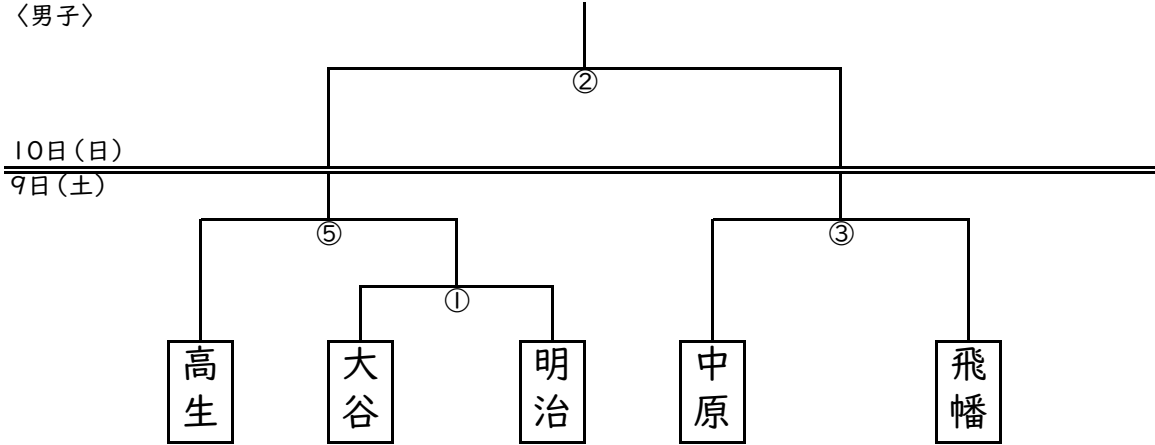 〈男子〉
②
10日(日)
9日(土)
⑤
③
①
高生
大谷
明治
中原
飛幡